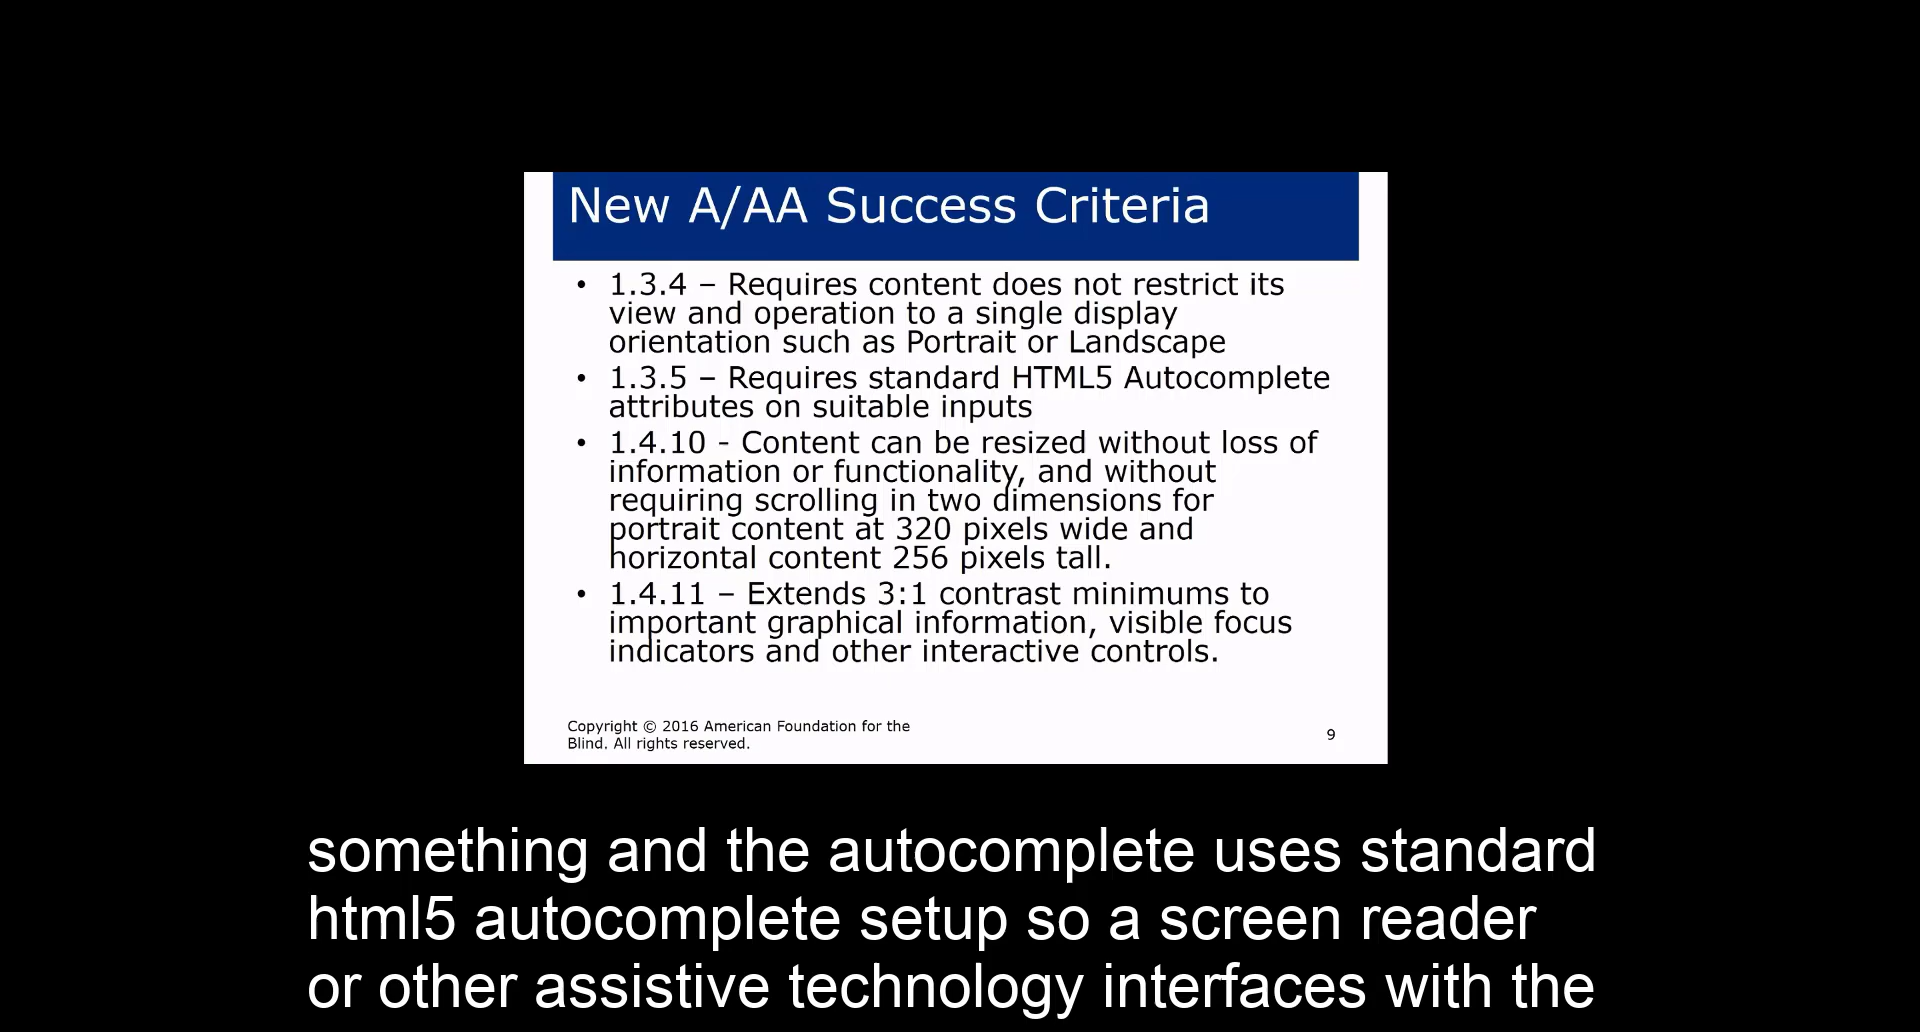 New A/AA Success Criteria
• 1.3.4 – Requires content does not restrict its
view and operation to a single display
orientation such as Portrait or Landscape
• 1.3.5 – Requires standard HTML5 Autocomplete
attributes on suitable inputs
• 1.4.10 - Content can be resized without loss of
information or functionality, and without
requiring scrolling in two dimensions for
portrait content at 320 pixels wide and
horizontal content 256 pixels tall.
• 1.4.11 – Extends 3:1 contrast minimums to
important graphical information, visible focus
indicators and other interactive controls.
Copyright © 2016 American Foundation for the
Blind. All rights reserved.
9
something and the autocomplete uses standard
html5 autocomplete setup so a screen reader
or other assistive technology interfaces with the